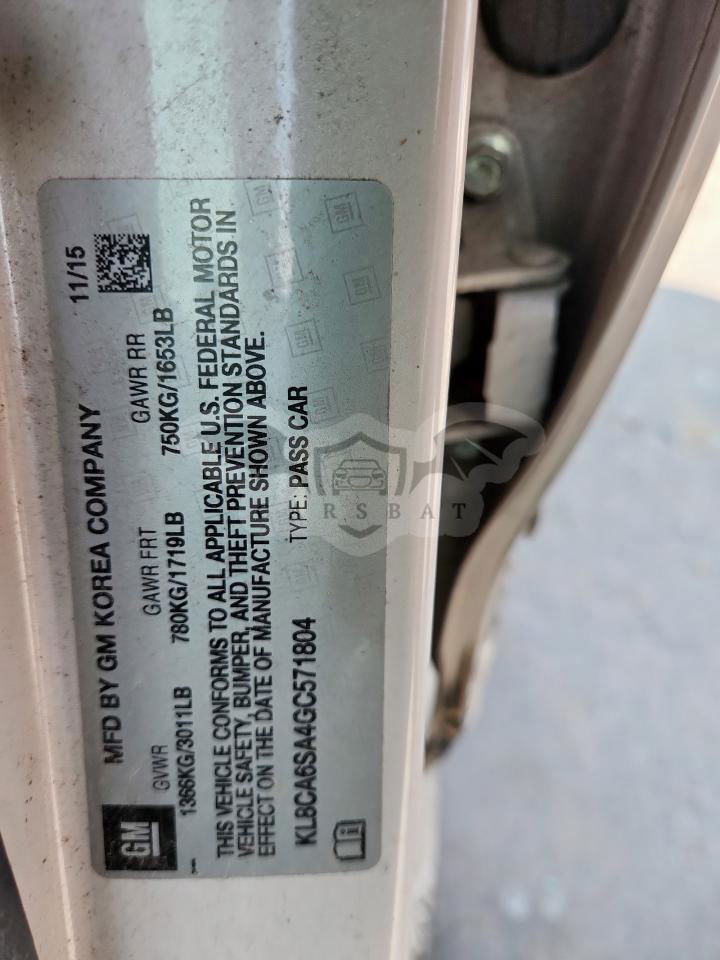 MFD BY GM KOREA COMPANY
11/15
GM
GVWR
GAWR FRT
GAWR RR
1366KG/3011LB
780KG/1719LB
750KG/1653LB
THIS VEHICLE CONFORMS TO ALL APPLICABLE U.S. FEDERAL MOTOR
VEHICLE SAFETY, BUMPER, AND THEFT PREVENTION STANDARDS IN
EFFECT ON THE DATE OF MANUFACTURE SHOWN ABOVE.
KL8CA6SA4GC571804
TYPE: PASS CAR
RSBAT